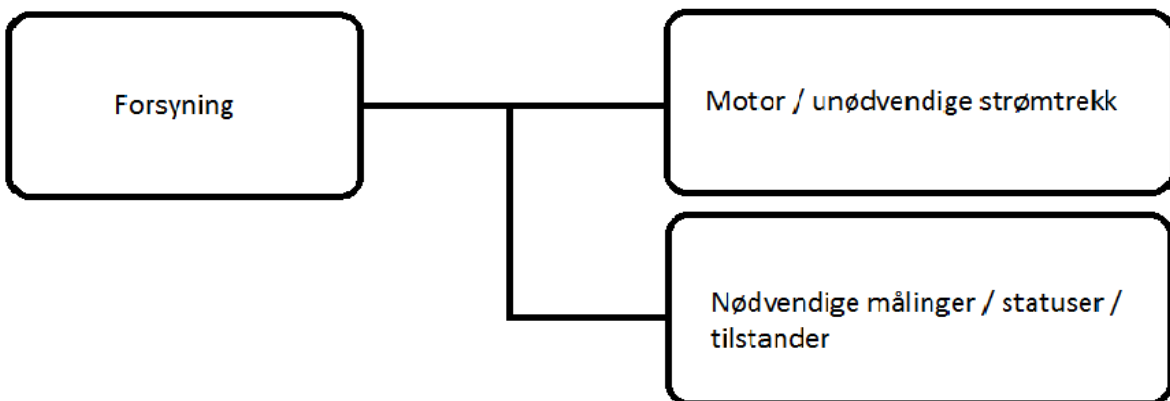 Forsyning
Motor / unødvendige strømtrekk
Nødvendige målinger / statuser /
tilstander